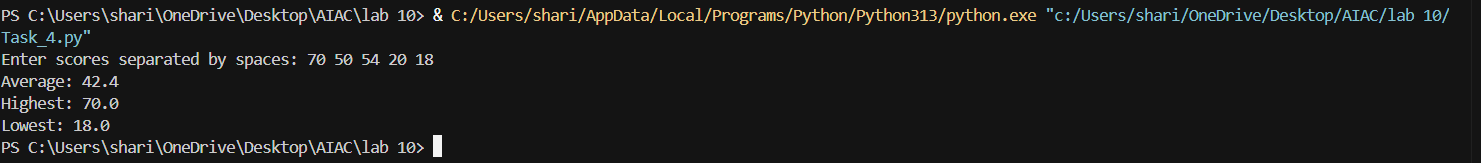 PS C:\Users\shari\OneDrive\Desktop\AIAC\lab 10> & C:/Users/shari/AppData/Local/Programs/Python/Python313/python.exe "c:/Users/shari/OneDrive/Desktop/AIAC/lab 10/
Task_4.py"
Enter scores separated by spaces: 70 50 54 20 18
Average: 42.4
Highest: 70.0
Lowest: 18.0
PS C:\Users\shari\OneDrive\Desktop\AIAC\lab 10>